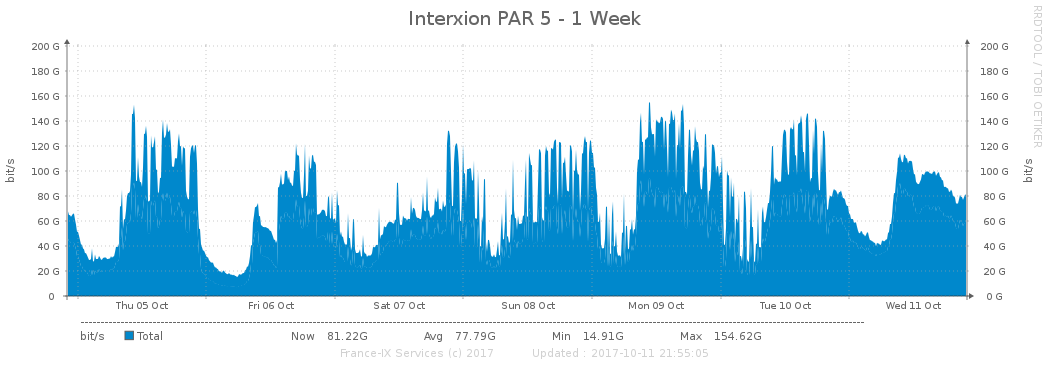 Interxion PAR 5 - 1 Week
RRDTOOL / TOBI OETIKER
bit/s
bit/s
200 G 200 G
180 G 180 G
160 G 160 G
140 G 140 G
120 G 120 G
100 G 100 G
80 G 80 G
60 G 60 G
40 G 40 G
20 G 20 G
0 0 G
Thu 05 Oct Fri 06 Oct Sat 07 Oct Sun 08 Oct Mon 09 Oct Tue 10 Oct Wed 11 Oct
bit/s Total Now 81.22G Avg 77.79G Min 14.91G Max 154.62G
France-IX Services (c) 2017 Updated : 2017-10-11 21:55:05